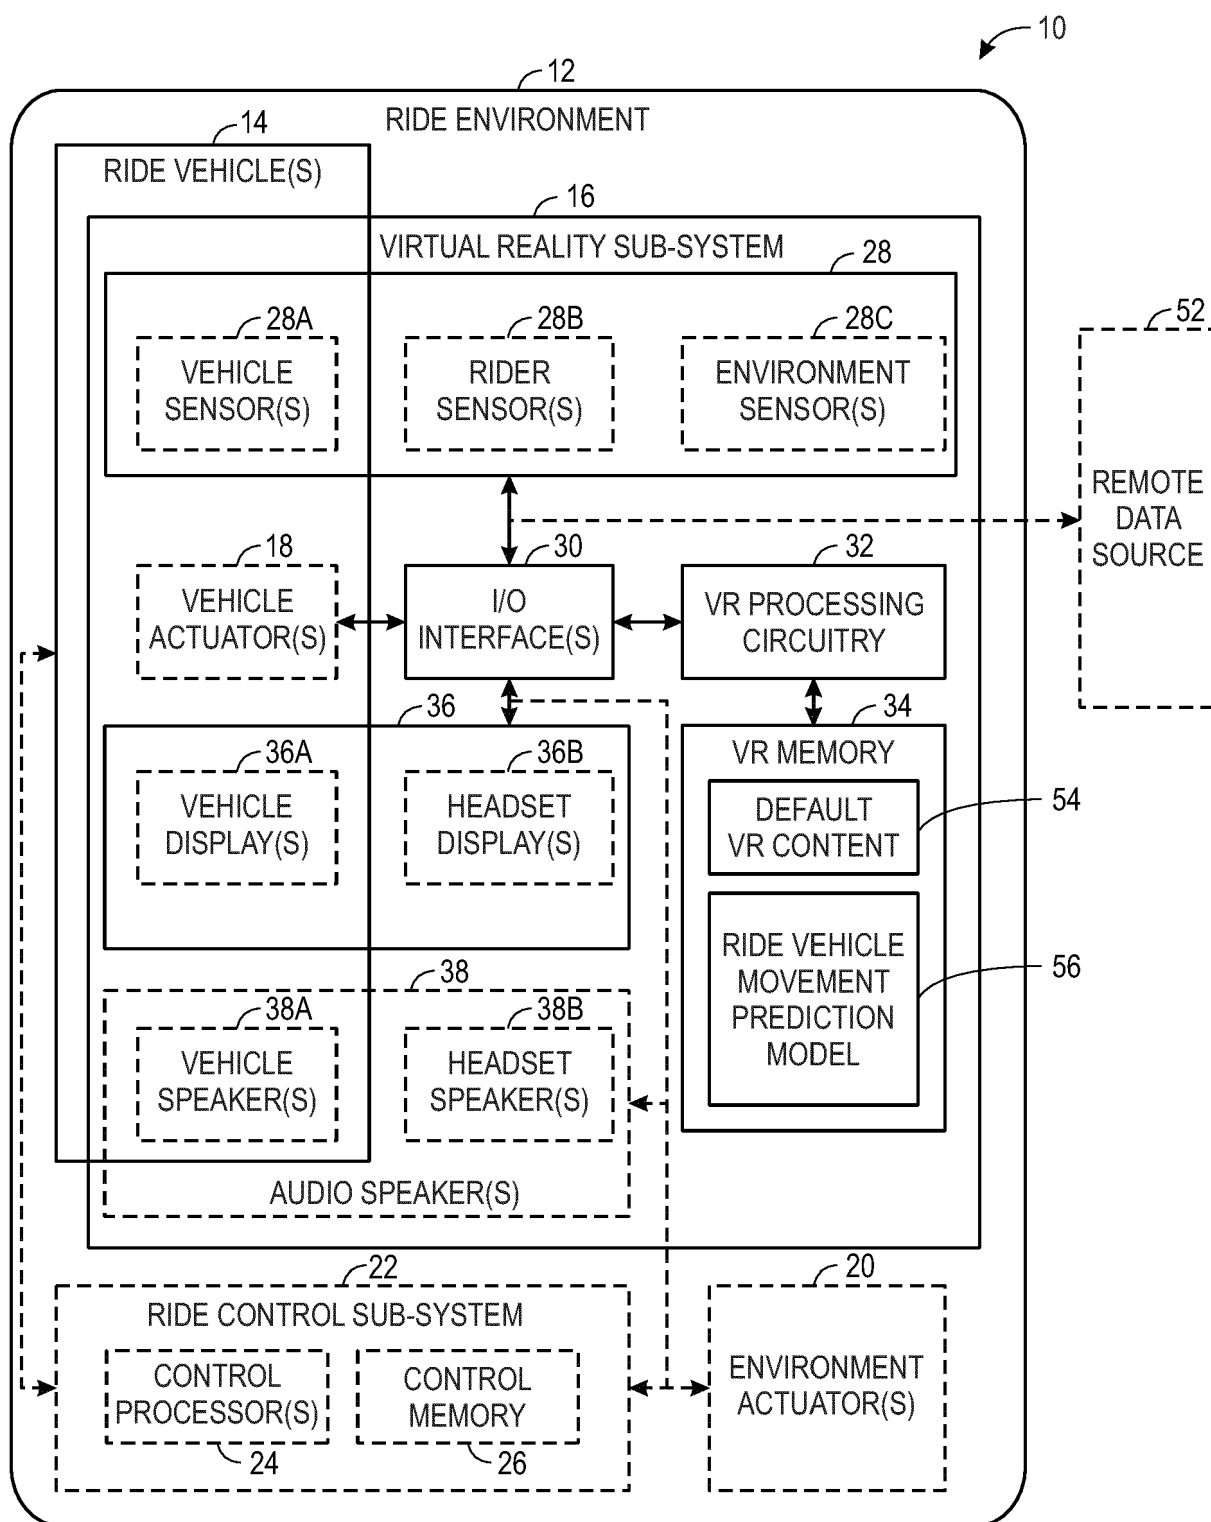 10
12
RIDE ENVIRONMENT
14
RIDE VEHICLE(S)
16
VIRTUAL REALITY SUB-SYSTEM
28
28A
VEHICLE
SENSOR(S)
28B
RIDER
SENSOR(S)
28C
ENVIRONMENT
SENSOR(S)
52
REMOTE
DATA
SOURCE
18
VEHICLE
ACTUATOR(S)
30
I/O
INTERFACE(S)
32
VR PROCESSING
CIRCUITRY
36
36A
VEHICLE
DISPLAY(S)
36B
HEADSET
DISPLAY(S)
34
VR MEMORY
DEFAULT
VR CONTENT
54
RIDE VEHICLE
MOVEMENT
PREDICTION
MODEL
56
38
38A
VEHICLE
SPEAKER(S)
38B
HEADSET
SPEAKER(S)
AUDIO SPEAKER(S)
22
RIDE CONTROL SUB-SYSTEM
CONTROL
PROCESSOR(S)
24
CONTROL
MEMORY
26
20
ENVIRONMENT
ACTUATOR(S)